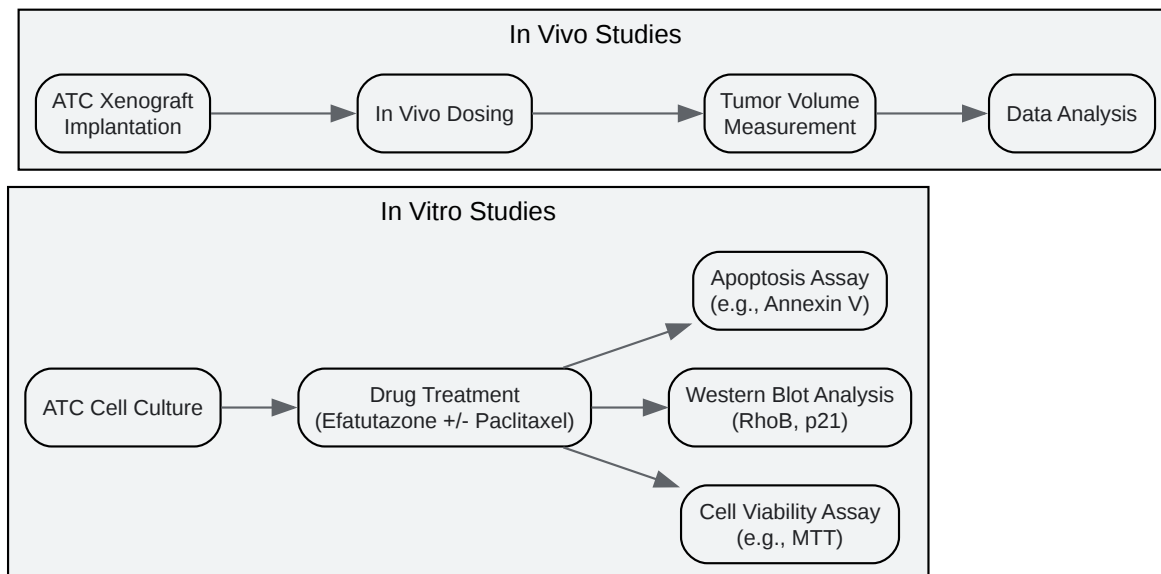 In Vivo Studies
ATC Xenograft
Implantation
In Vivo Dosing
Tumor Volume
Measurement
Data Analysis
In Vitro Studies
ATC Cell Culture
Drug Treatment
(Efatutazone +/- Paclitaxel)
Apoptosis Assay
(e.g., Annexin V)
Western Blot Analysis
(RhoB, p21)
Cell Viability Assay
(e.g., MTT)